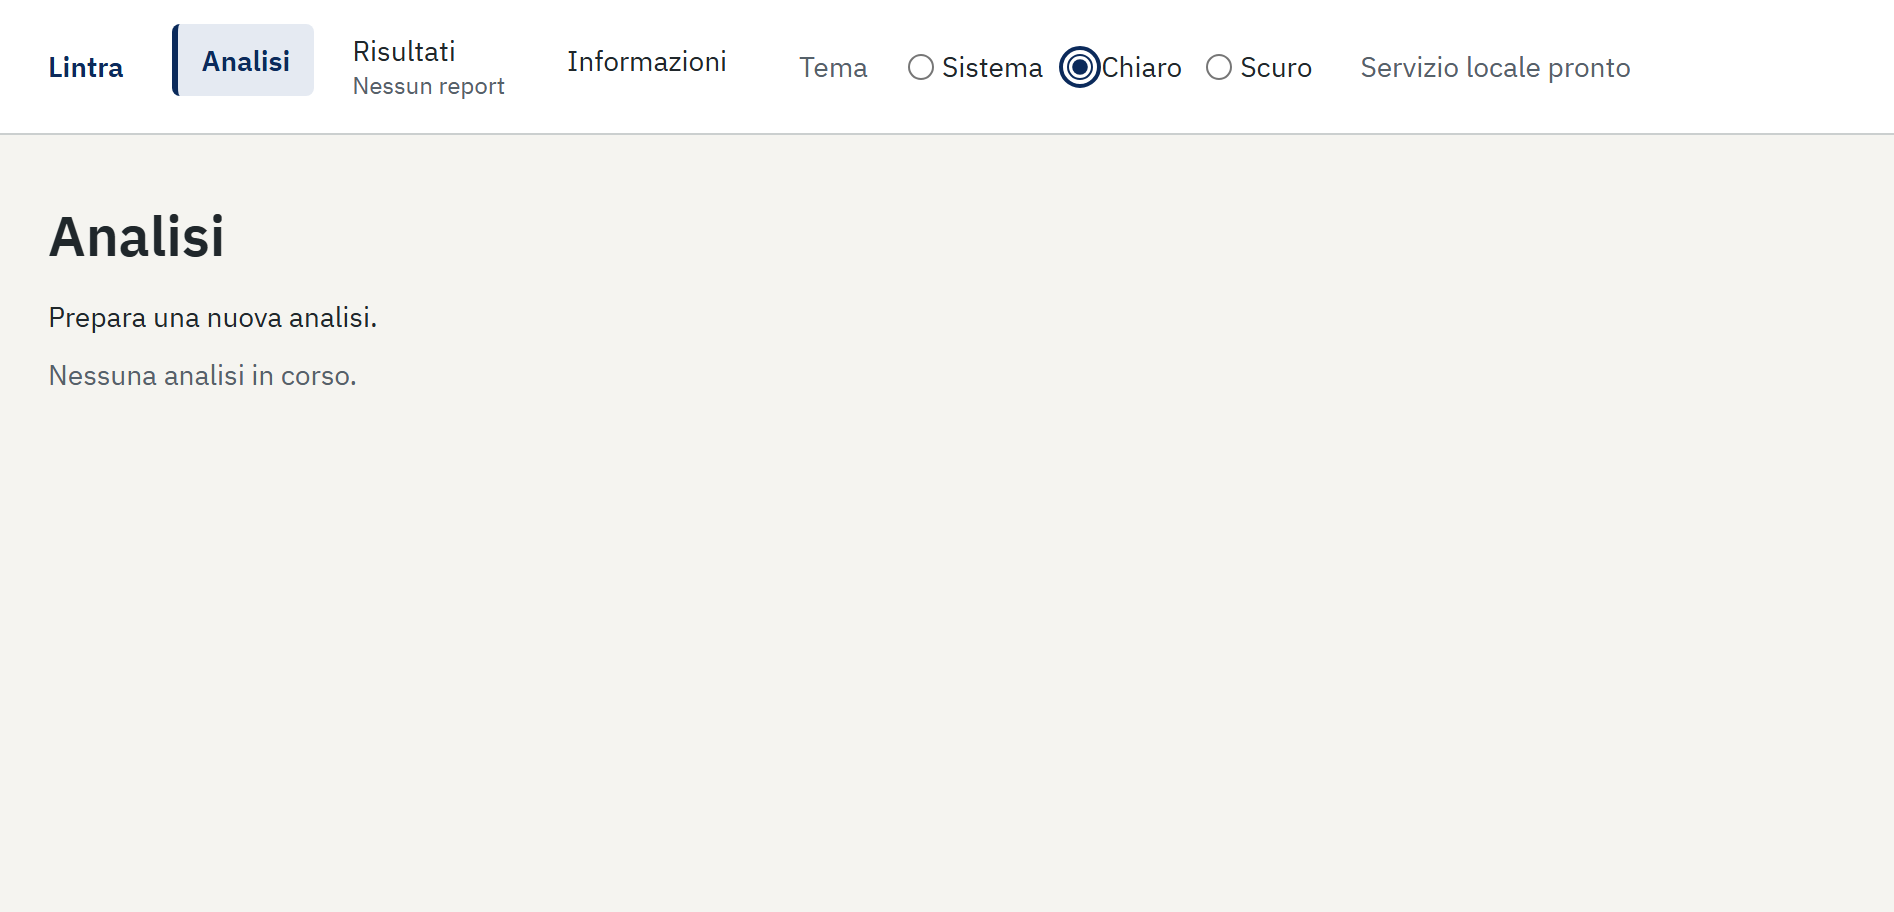 Lintra
Analisi
Risultati
Nessun report
Informazioni
Tema
Sistema
Chiaro
Scuro
Servizio locale pronto
Analisi
Prepara una nuova analisi.
Nessuna analisi in corso.